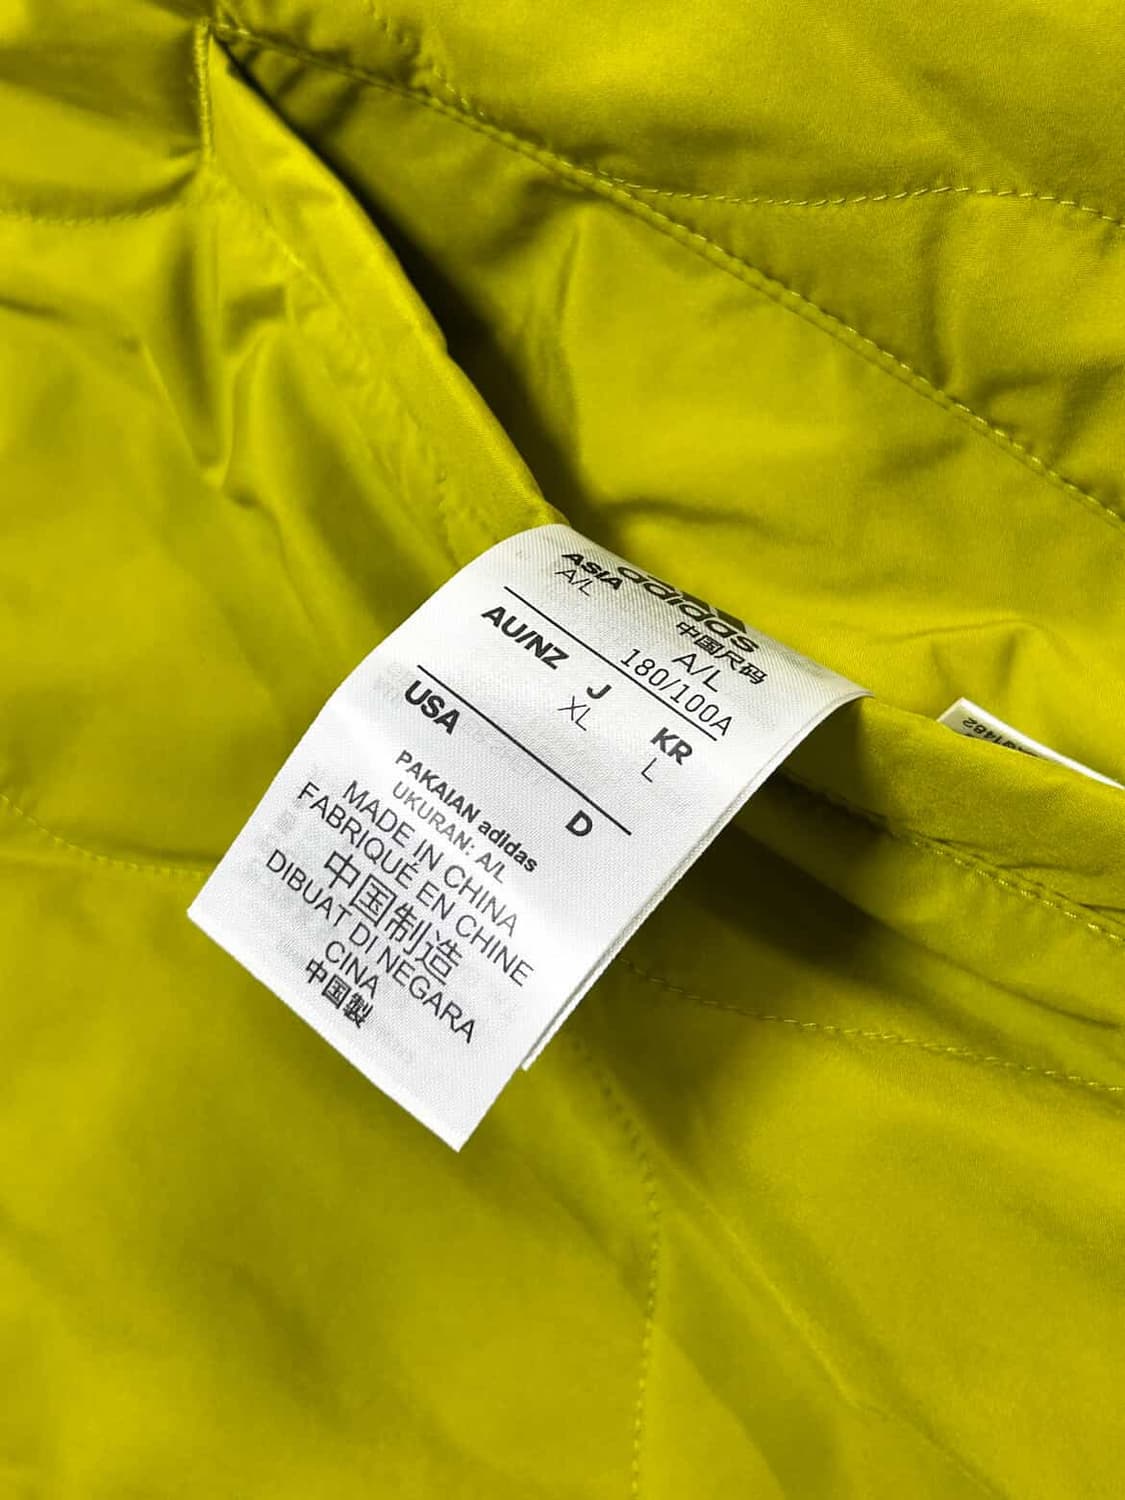 adidas
ASIA
A/L
中国尺码
A/L
180/100A
AU/NZ
J
XL
KR
L
USA
D
PAKAIAN adidas
UKURAN: A/L
MADE IN CHINA
FABRIQUÉ EN CHINE
中国制造
DIBUAT DI NEGARA
CINA
中国製